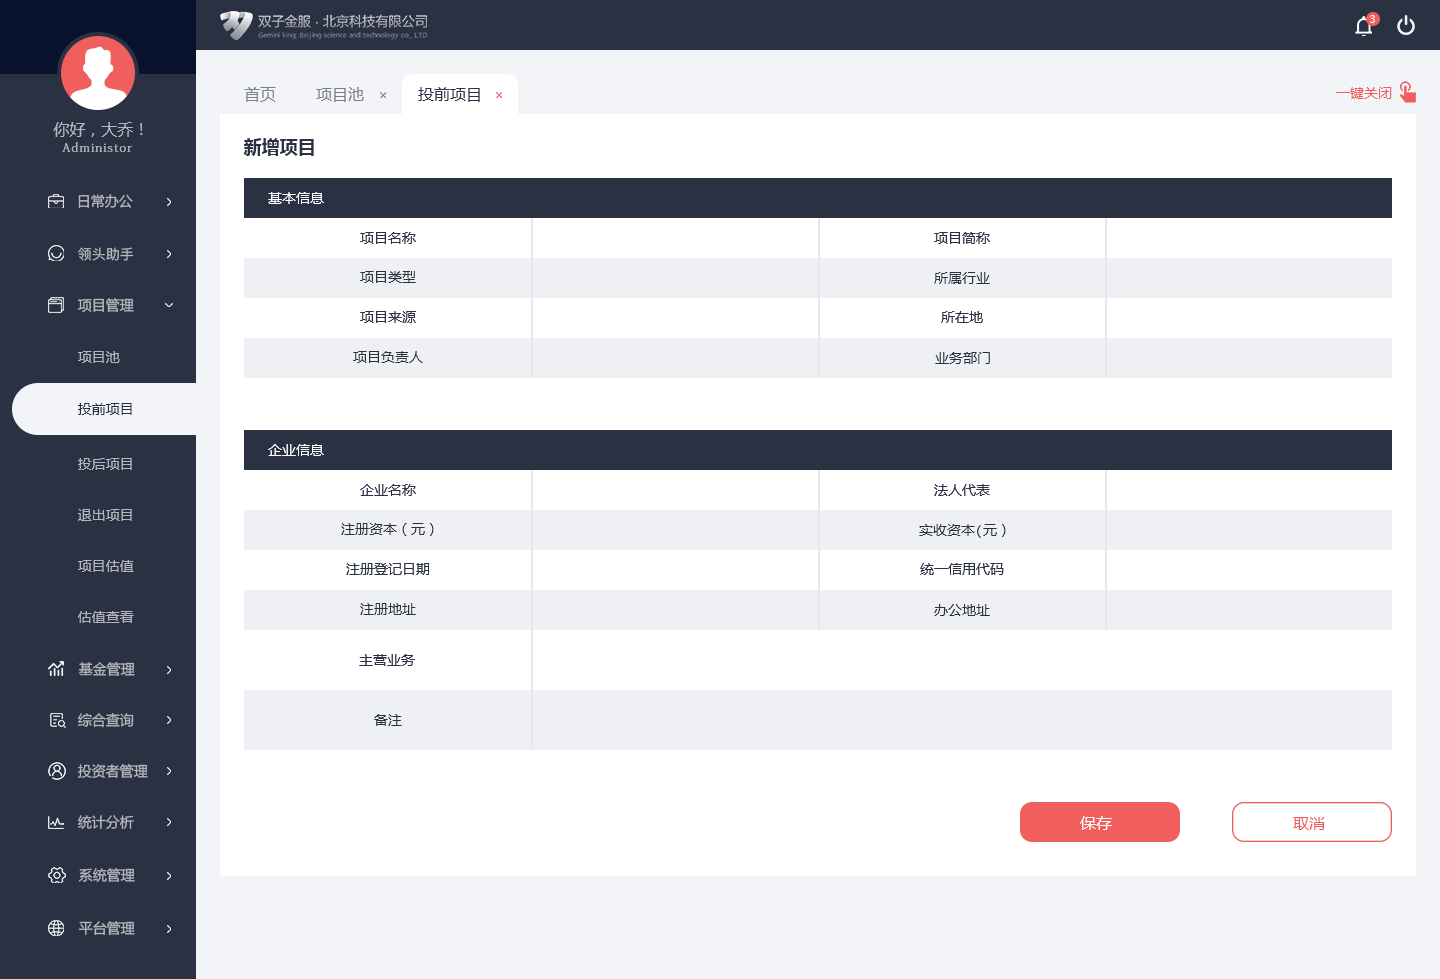 双子金服 · 北京科技有限公司
Gemini king, Beijing science and technology co., LTD
3
你好，大乔！
Administor
日常办公
领头助手
项目管理
项目池
投前项目
投后项目
退出项目
项目估值
估值查看
基金管理
综合查询
投资者管理
统计分析
系统管理
平台管理
首页 项目池 × 投前项目 × 一键关闭
新增项目
基本信息
项目名称 项目简称
项目类型 所属行业
项目来源 所在地
项目负责人 业务部门
企业信息
企业名称 法人代表
注册资本（元） 实收资本(元）
注册登记日期 统一信用代码
注册地址 办公地址
主营业务
备注
保存 取消